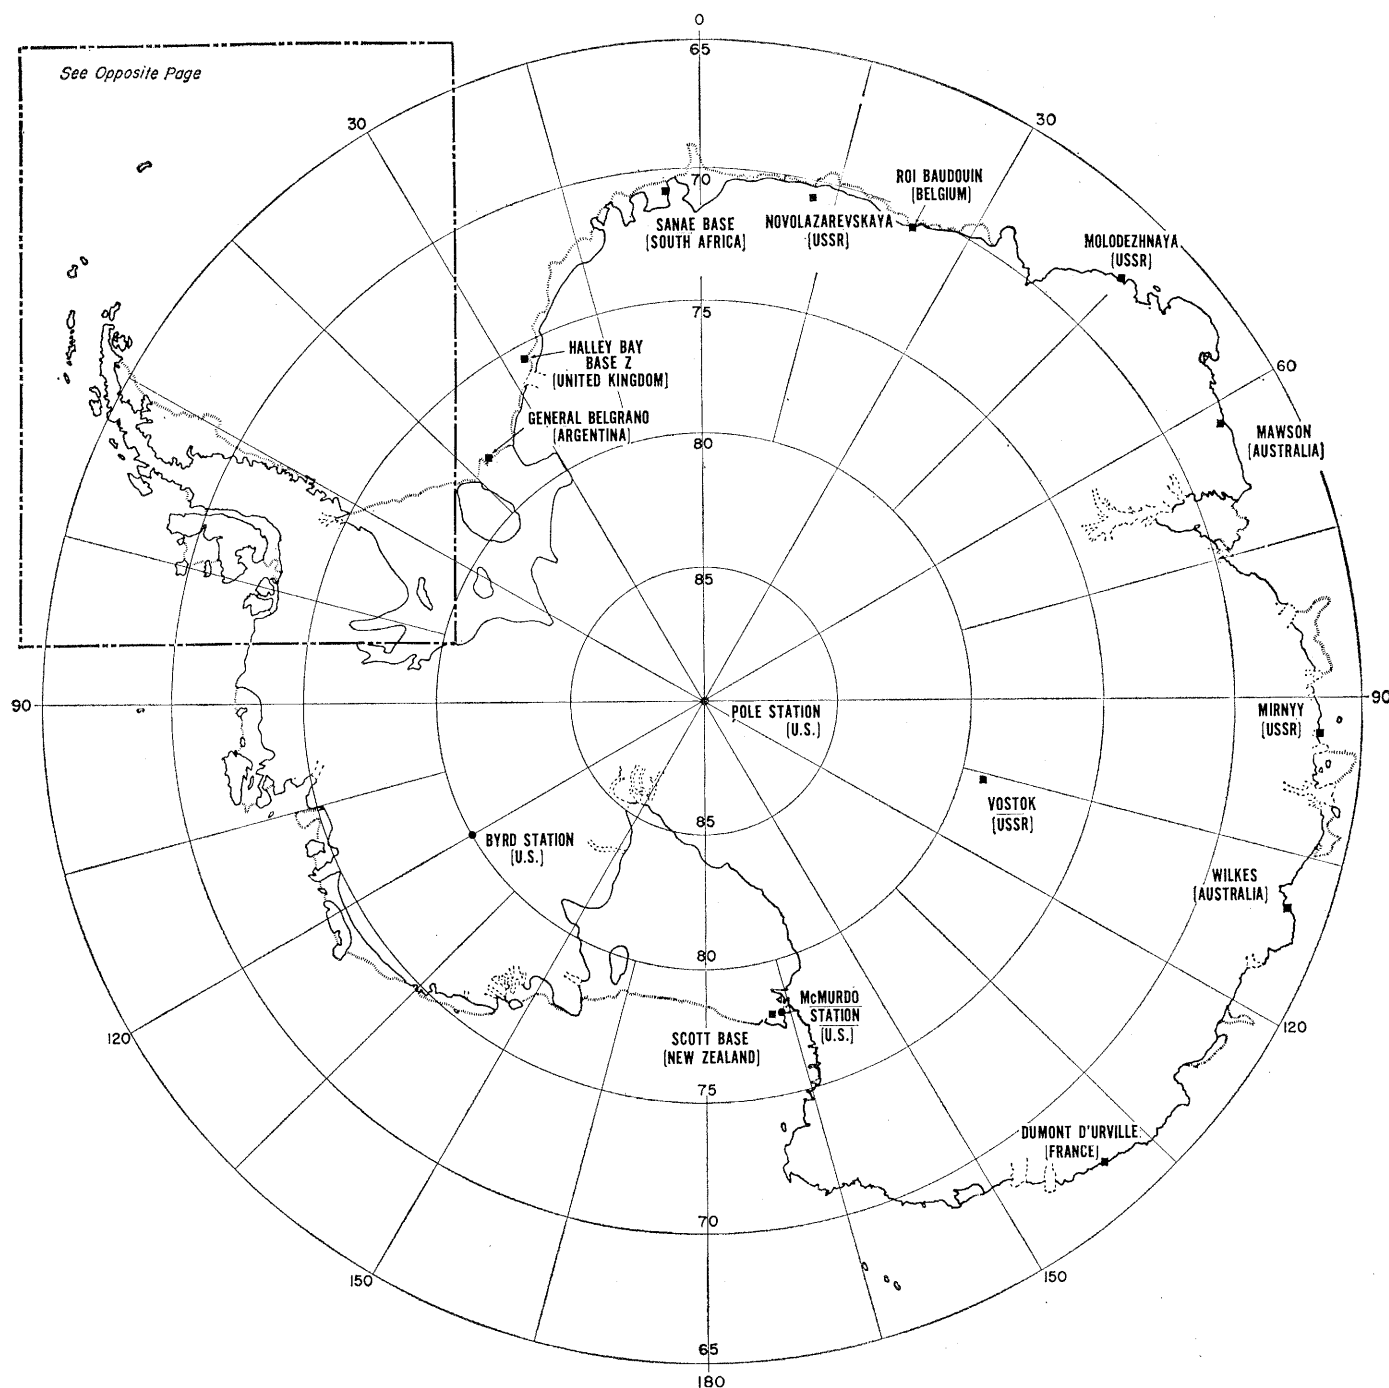 0
65
See Opposite Page
30
30
70
ROI BAUDOUIN
(BELGIUM)
SANAE BASE
(SOUTH AFRICA)
NOVOLAZAREVSKAYA
(USSR)
MOLODEZHNAYA
(USSR)
75
HALLEY BAY
BASE Z
(UNITED KINGDOM)
60
GENERAL BELGRANO
(ARGENTINA)
80
MAWSON
(AUSTRALIA)
85
90
90
POLE STATION
(U.S.)
MIRNYY
(USSR)
VOSTOK
(USSR)
85
BYRD STATION
(U.S.)
WILKES
(AUSTRALIA)
80
McMURDO
STATION
(U.S.)
SCOTT BASE
(NEW ZEALAND)
120
120
75
DUMONT D'URVILLE
(FRANCE)
70
150
150
65
180